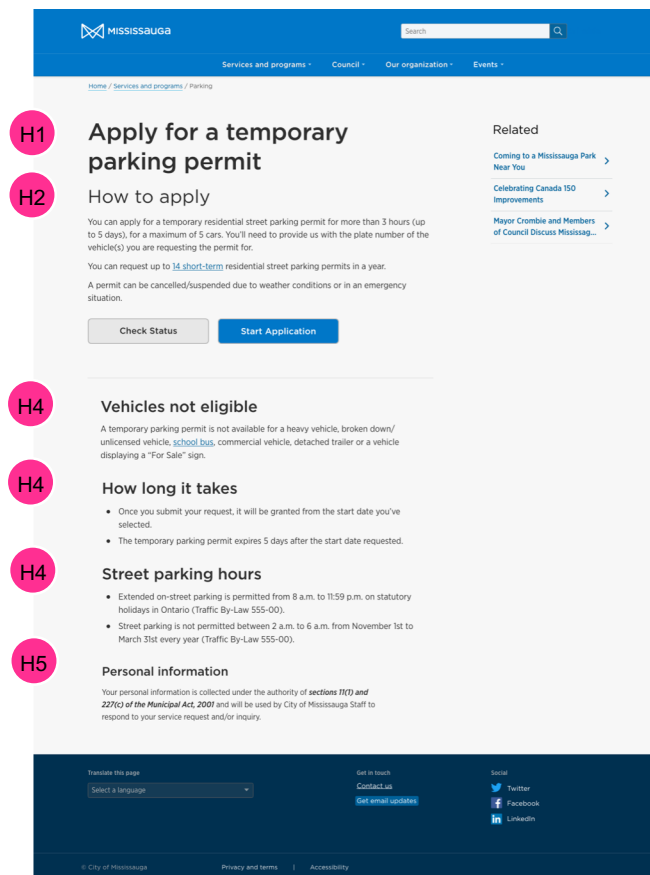 Mississauga
Search
Services and programs
Council
Our organization
Events
Home / Services and programs / Parking
H1
Apply for a temporary
parking permit
H2
How to apply
You can apply for a temporary residential street parking permit for more than 3 hours (up
to 5 days), for a maximum of 5 cars. You'll need to provide us with the plate number of the
vehicle(s) you are requesting the permit for.
You can request up to 14 short-term residential street parking permits in a year.
A permit can be cancelled/suspended due to weather conditions or in an emergency
situation.
Check Status
Start Application
Related
Coming to a Mississauga Park
Near You
Celebrating Canada 150
Improvements
Mayor Crombie and Members
of Council Discuss Mississag...
H4
Vehicles not eligible
A temporary parking permit is not available for a heavy vehicle, broken down/
unlicensed vehicle, school bus, commercial vehicle, detached trailer or a vehicle
displaying a "For Sale" sign.
H4
How long it takes
• Once you submit your request, it will be granted from the start date you've
selected.
• The temporary parking permit expires 5 days after the start date requested.
H4
Street parking hours
• Extended on-street parking is permitted from 8 a.m. to 11:59 p.m. on statutory
holidays in Ontario (Traffic By-Law 555-00).
• Street parking is not permitted between 2 a.m. to 6 a.m. from November 1st to
March 31st every year (Traffic By-Law 555-00).
H5
Personal information
Your personal information is collected under the authority of sections 11(1) and
227(c) of the Municipal Act, 2001 and will be used by City of Mississauga Staff to
respond to your service request and/or inquiry.
Translate this page
Select a language
Get in touch
Contact us
Get email updates
Social
Twitter
Facebook
LinkedIn
© City of Mississauga
Privacy and terms | Accessibility